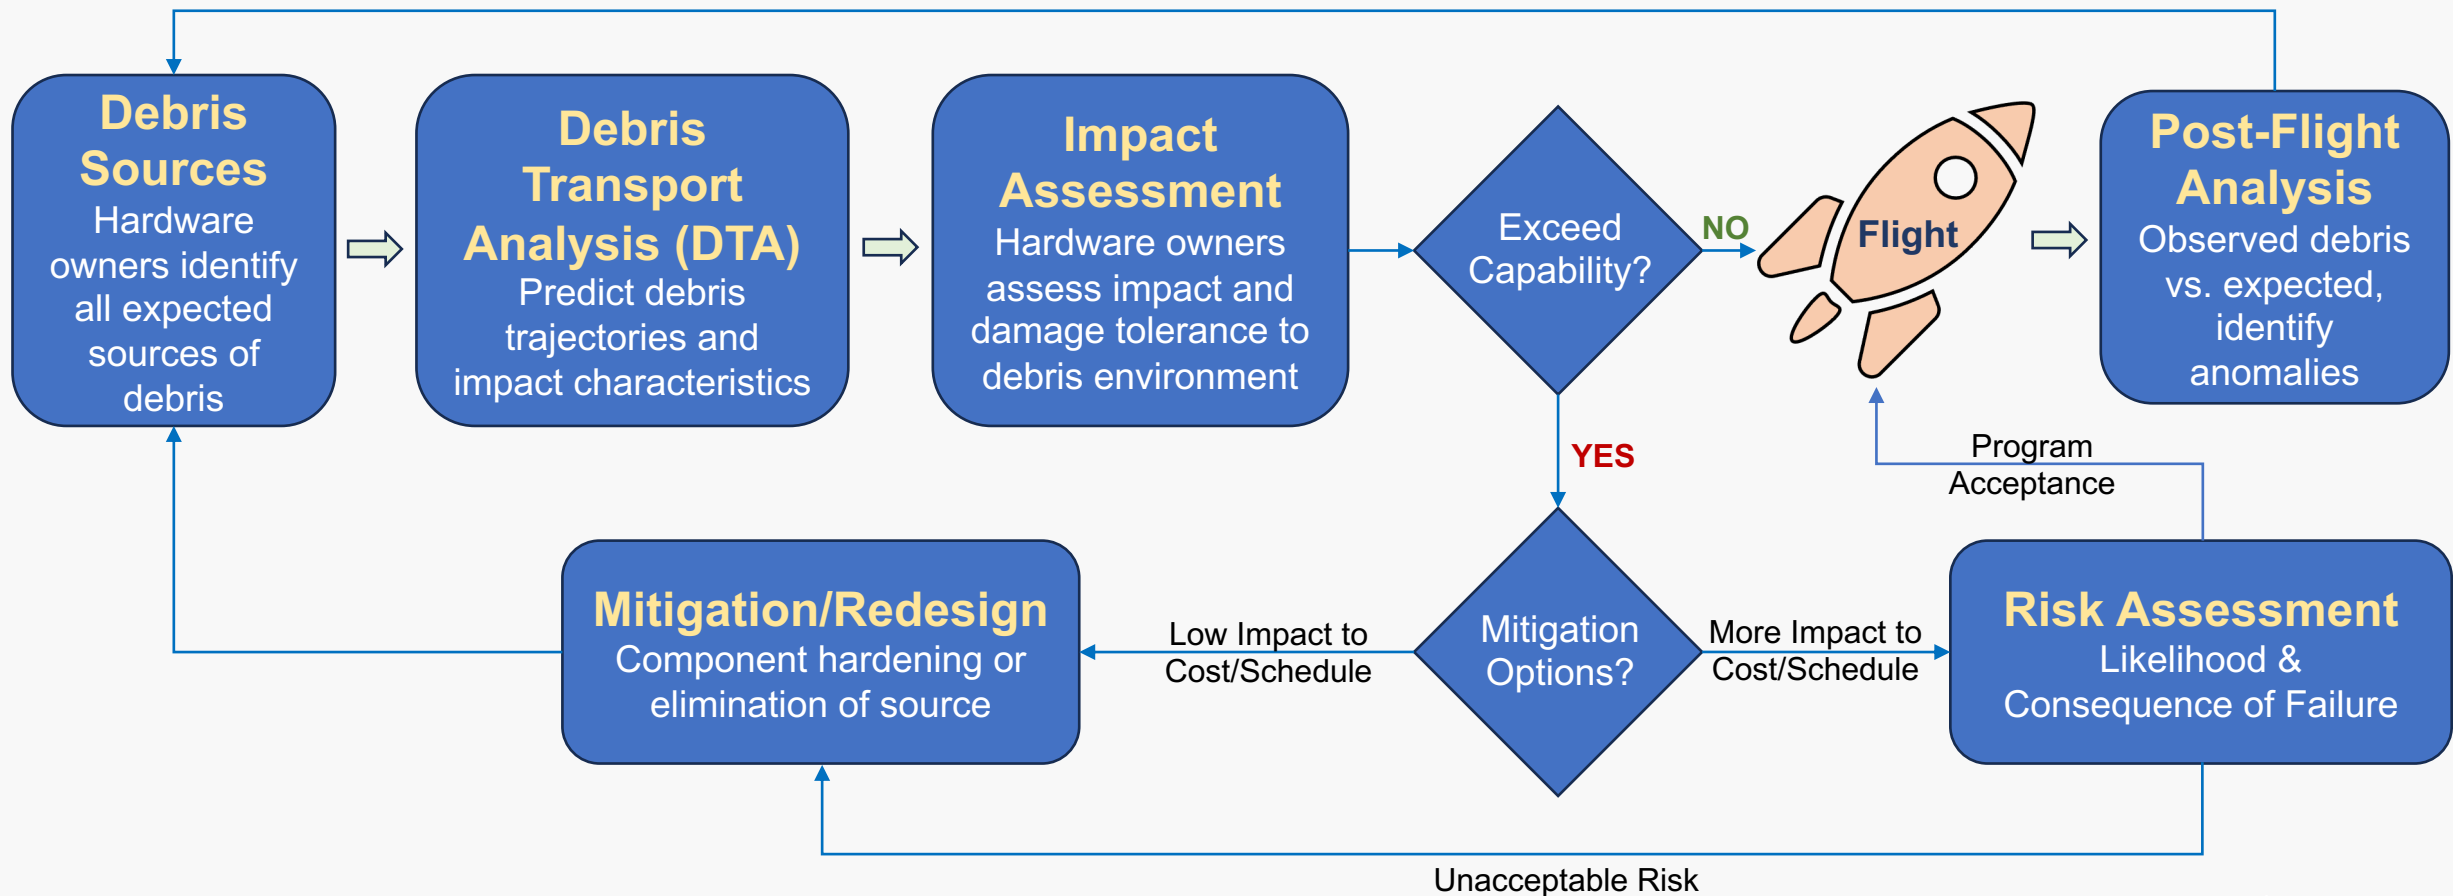 Debris
Sources
Hardware
owners identify
all expected
sources of
debris
Debris
Transport
Analysis (DTA)
Predict debris
trajectories and
impact characteristics
Impact
Assessment
Hardware owners
assess impact and
damage tolerance to
debris environment
Exceed
Capability?
NO
Flight
Post-Flight
Analysis
Observed debris
vs. expected,
identify
anomalies
YES
Program
Acceptance
Mitigation/Redesign
Component hardening or
elimination of source
Low Impact to
Cost/Schedule
Mitigation
Options?
More Impact to
Cost/Schedule
Risk Assessment
Likelihood &
Consequence of Failure
Unacceptable Risk